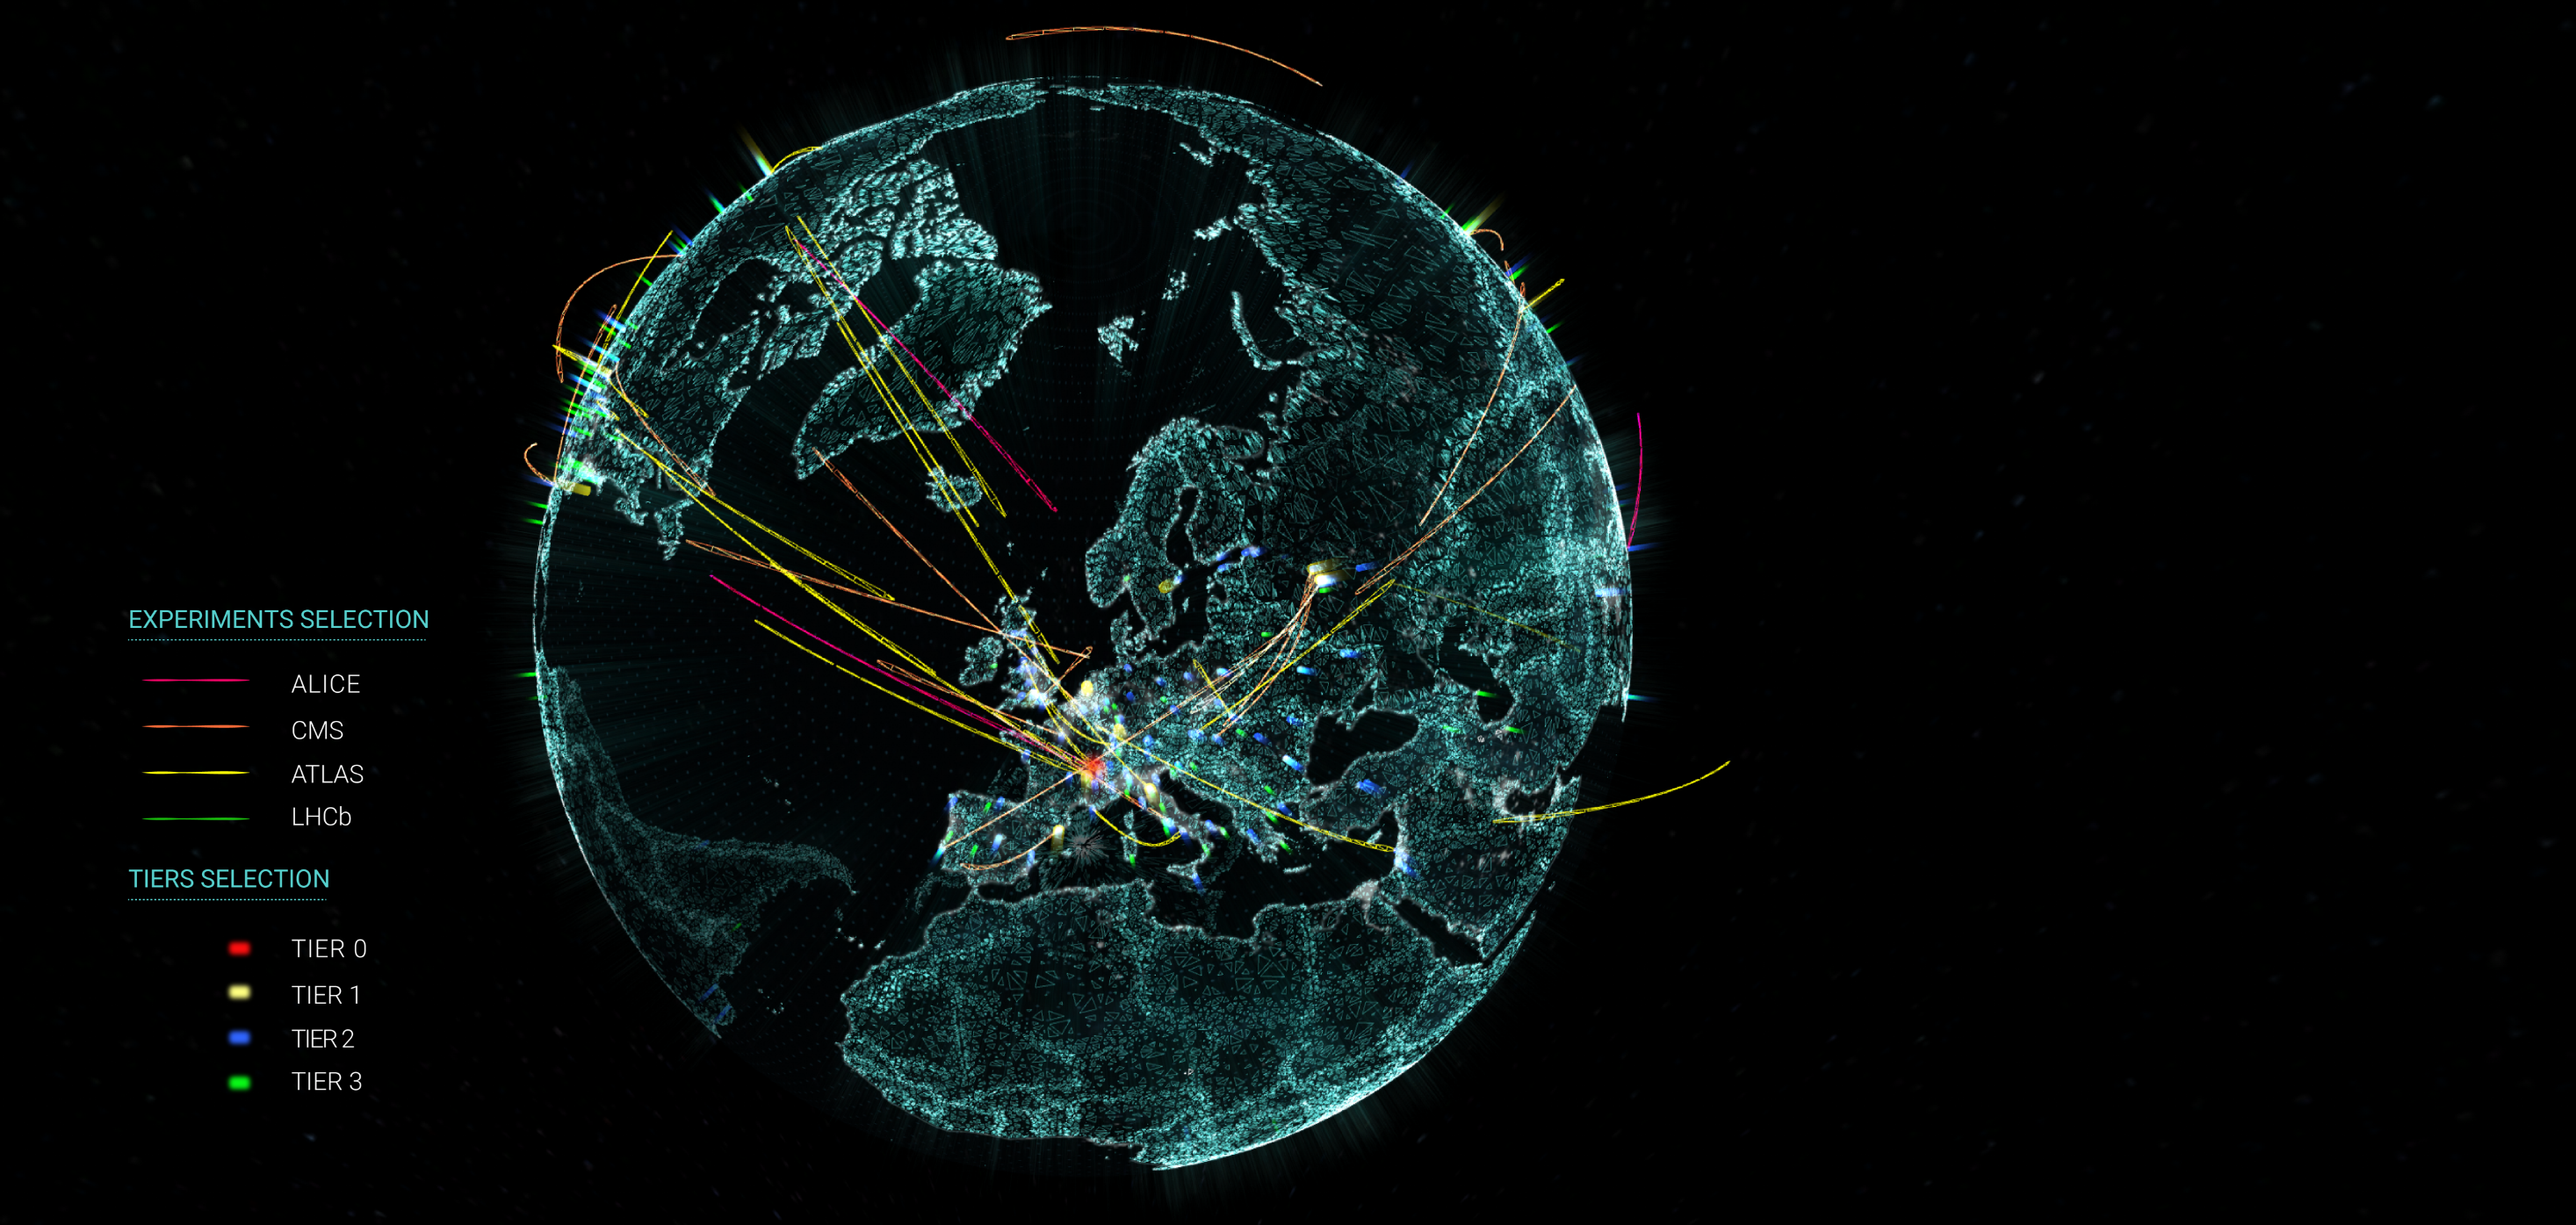 EXPERIMENTS SELECTION
ALICE
CMS
ATLAS
LHCb
TIERS SELECTION
TIER 0
TIER 1
TIER 2
TIER 3